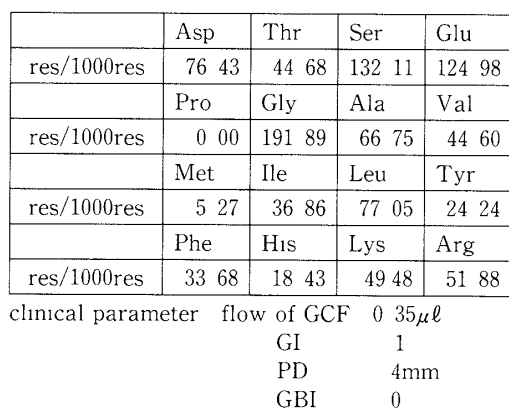 Asp Thr Ser Glu
res/1000res 76 43 44 68 132 11 124 98
Pro Gly Ala Val
res/1000res 0 00 191 89 66 75 44 60
Met Ile Leu Tyr
res/1000res 5 27 36 86 77 05 24 24
Phe His Lys Arg
res/1000res 33 68 18 43 49 48 51 88
clinical parameter flow of GCF 0 35μℓ
GI 1
PD 4mm
GBI 0